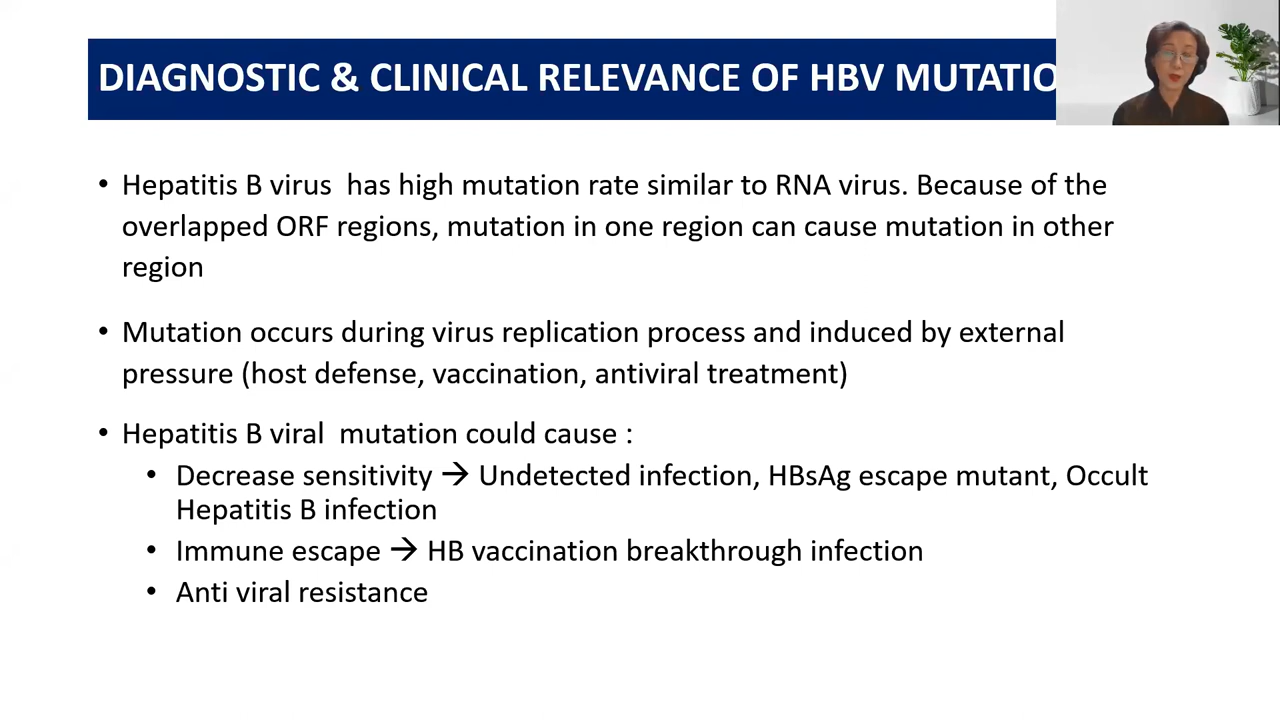 DIAGNOSTIC & CLINICAL RELEVANCE OF HBV MUTATIO
• Hepatitis B virus  has high mutation rate similar to RNA virus. Because of the
overlapped ORF regions, mutation in one region can cause mutation in other
region
• Mutation occurs during virus replication process and induced by external
pressure (host defense, vaccination, antiviral treatment)
• Hepatitis B viral  mutation could cause :
• Decrease sensitivity → Undetected infection, HBsAg escape mutant, Occult
Hepatitis B infection
• Immune escape → HB vaccination breakthrough infection
• Anti viral resistance